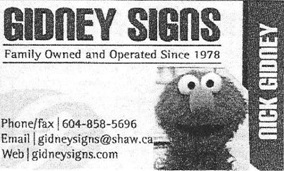 GIDNEY SIGNS
Family Owned and Operated Since 1978
Phone/fax | 604-858-5696
Email | gidneysigns@shaw.ca
Web | gidneysigns.com
NICK GIDNEY